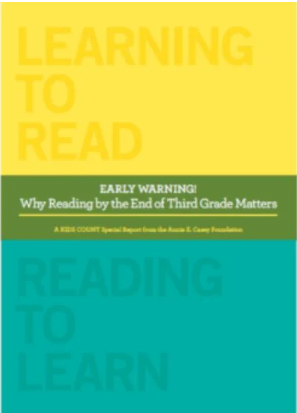 LEARNING
TO
READ
EARLY WARNING!
Why Reading by the End of Third Grade Matters
A KIDS COUNT Special Report from the Annie E. Casey Foundation
READING
TO
LEARN